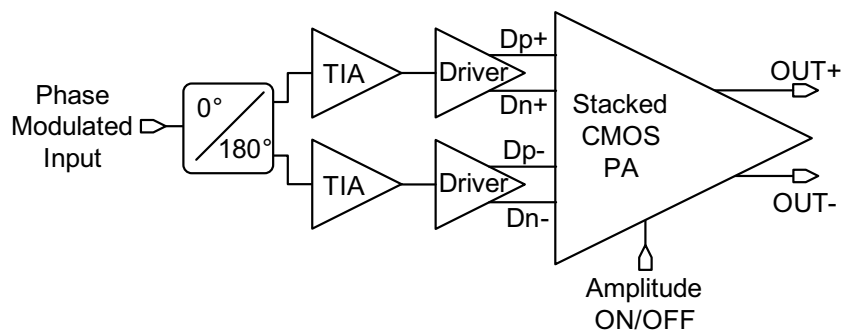 Phase
Modulated
Input
0°
180°
TIA
Driver
Dp+
Dn+
TIA
Driver
Dp-
Dn-
Stacked
CMOS
PA
OUT+
OUT-
Amplitude
ON/OFF